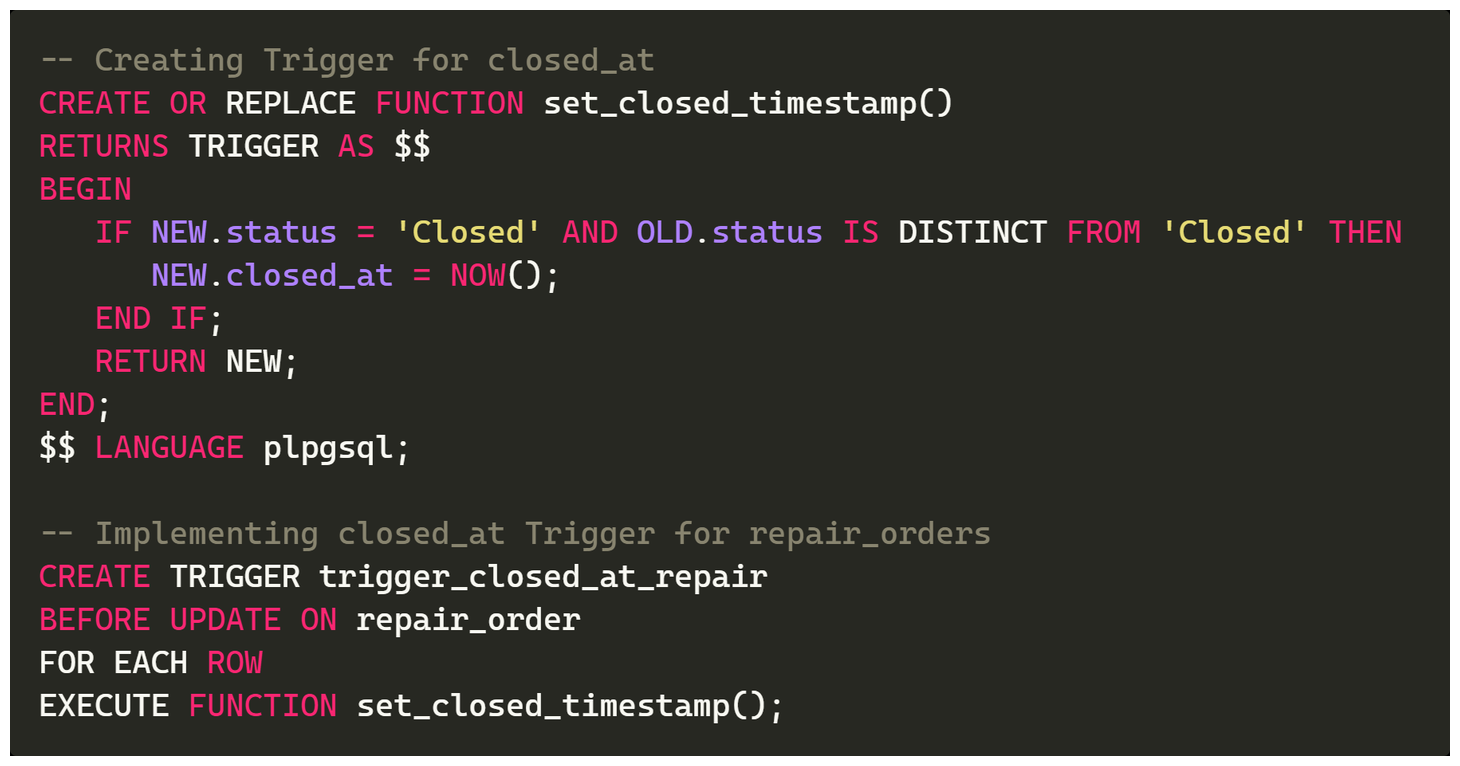 -- Creating Trigger for closed_at
CREATE OR REPLACE FUNCTION set_closed_timestamp()
RETURNS TRIGGER AS $$
BEGIN
   IF NEW.status = 'Closed' AND OLD.status IS DISTINCT FROM 'Closed' THEN
      NEW.closed_at = NOW();
   END IF;
   RETURN NEW;
END;
$$ LANGUAGE plpgsql;

-- Implementing closed_at Trigger for repair_orders
CREATE TRIGGER trigger_closed_at_repair
BEFORE UPDATE ON repair_order
FOR EACH ROW
EXECUTE FUNCTION set_closed_timestamp();